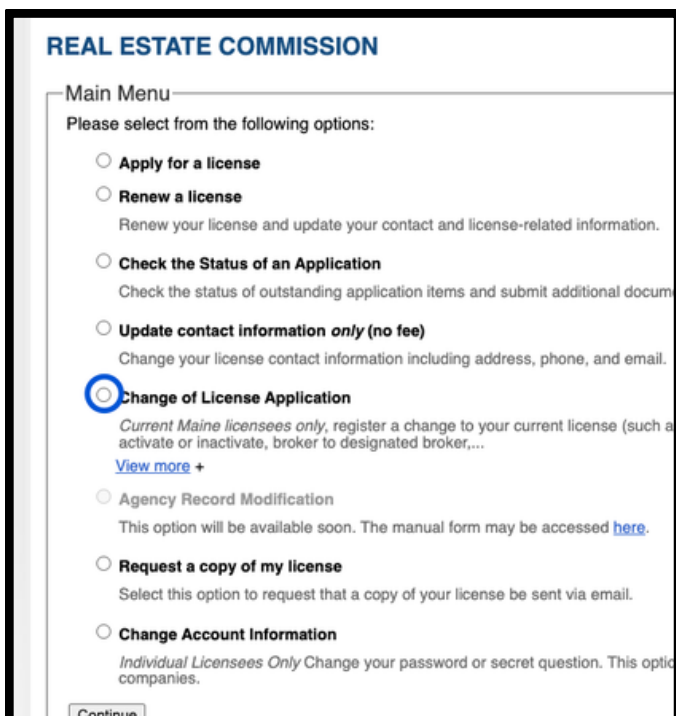 REAL ESTATE COMMISSION
Main Menu
Please select from the following options:
Apply for a license
Renew a license
Renew your license and update your contact and license-related information.
Check the Status of an Application
Check the status of outstanding application items and submit additional
Update contact information only (no fee)
Change your license contact information including address, phone, and email.
Change of License Application
Current Maine licensees only, register a change to your current license (such
activate or inactivate, broker to designated broker,...
View more +
Agency Record Modification
This option will be available soon. The manual form may be accessed here.
Request a copy of my license
Select this option to request that a copy of your license be sent via email.
Change Account Information
Individual Licensees Only Change your password or secret question. This
companies.
Continue